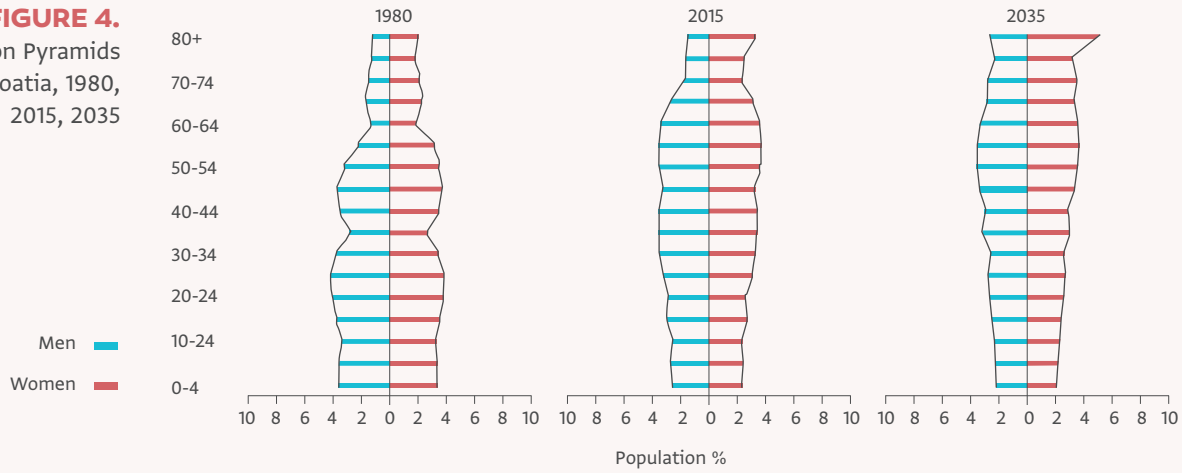 FIGURE 4.
on Pyramids
oatia, 1980,
2015, 2035
Men
Women
1980
2015
2035
80+
70-74
60-64
50-54
40-44
30-34
20-24
10-24
0-4
10 8 6 4 2 0 2 4 6 8 10
10 8 6 4 2 0 2 4 6 8 10
10 8 6 4 2 0 2 4 6 8 10
Population %